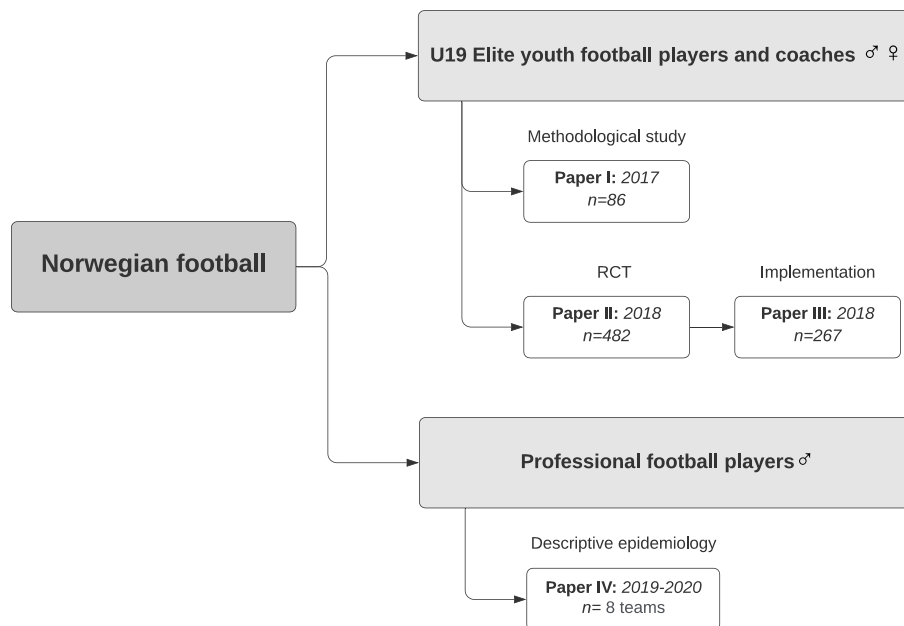 U19 Elite youth football players and coaches ♂ ♀
Methodological study
Paper I: 2017
n=86
Norwegian football
RCT
Implementation
Paper II: 2018
n=482
Paper III: 2018
n=267
Professional football players ♂
Descriptive epidemiology
Paper IV: 2019-2020
n= 8 teams